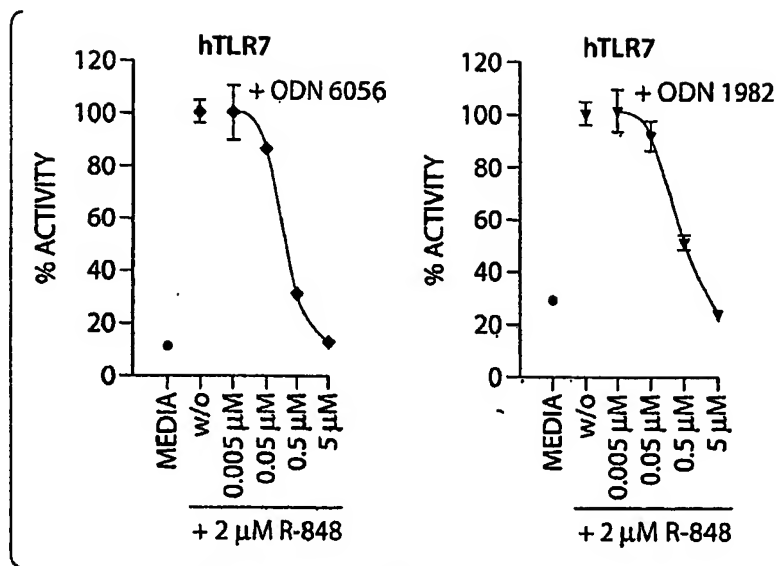 hTLR7
120
100
80
60
40
20
0
% ACTIVITY
+ ODN 6056
MEDIA
w/o
0.005 μM
0.05 μM
0.5 μM
5 μM
+ 2 μM R-848
hTLR7
120
100
80
60
40
20
0
% ACTIVITY
+ ODN 1982
MEDIA
w/o
0.005 μM
0.05 μM
0.5 μM
5 μM
+ 2 μM R-848